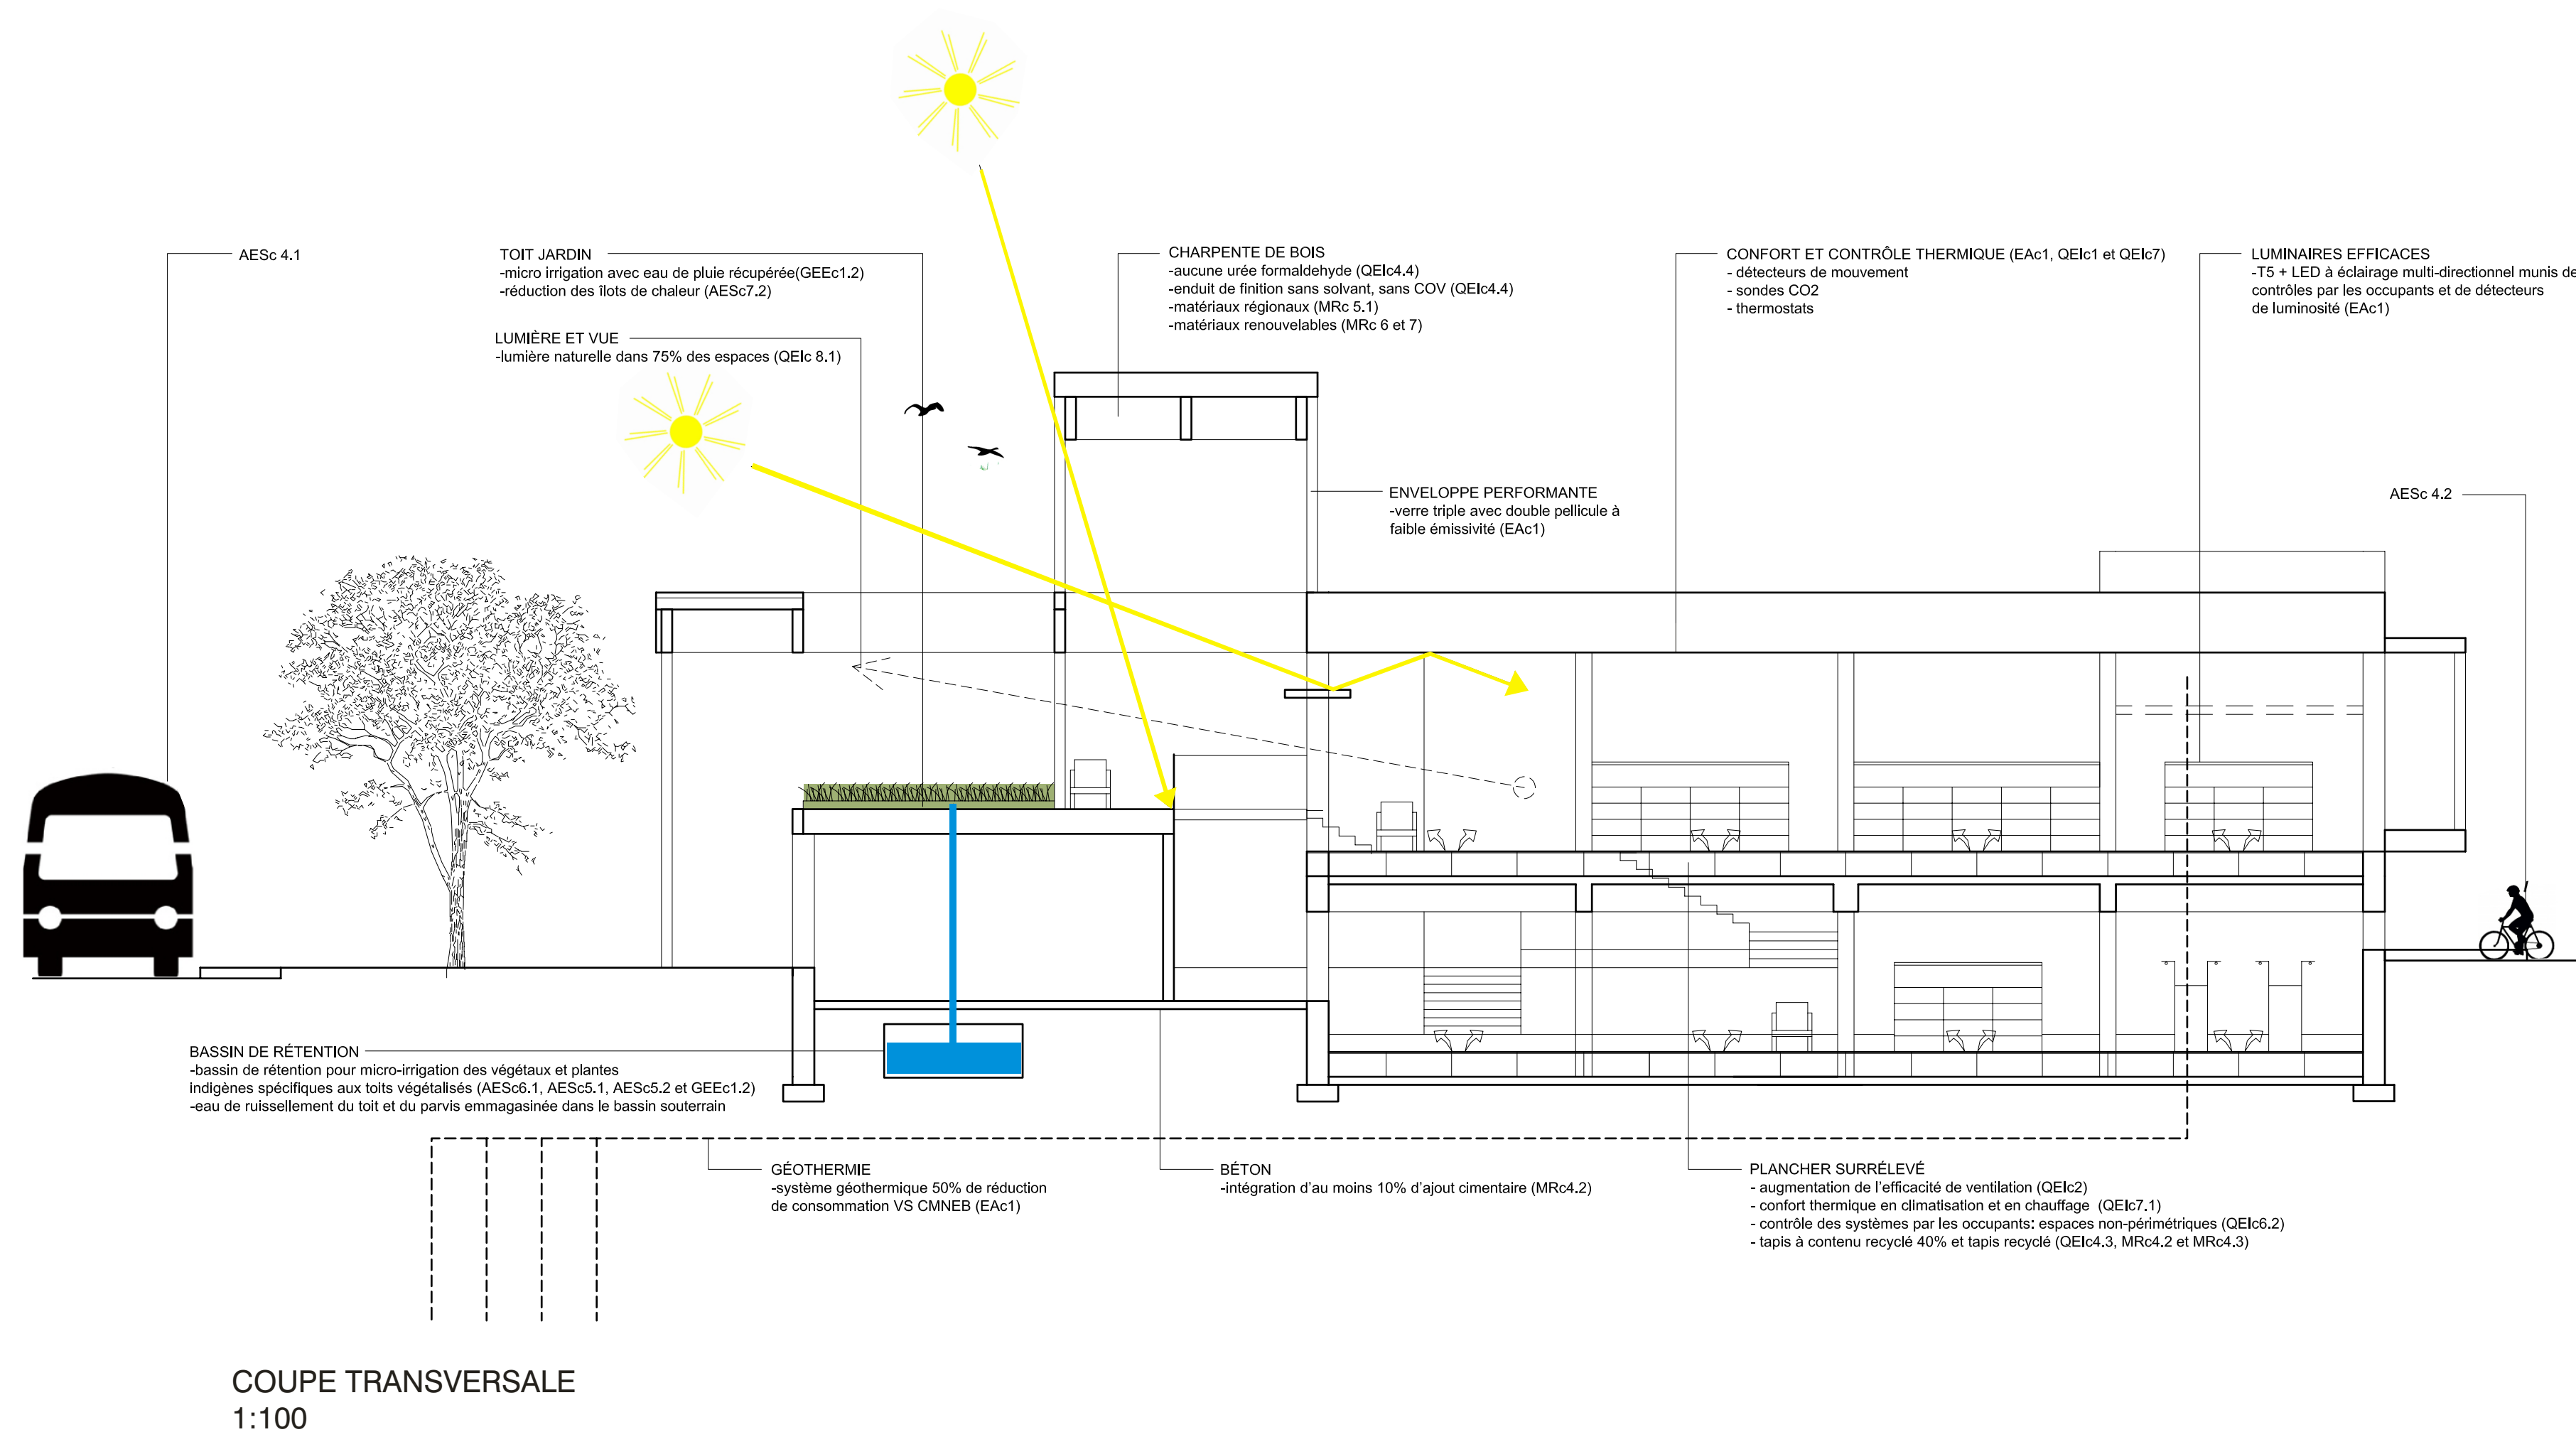 AESc 4.1
TOIT JARDIN
-micro irrigation avec eau de pluie récupérée(GEEc1.2)
-réduction des îlots de chaleur (AESc7.2)
LUMIÈRE ET VUE
-lumière naturelle dans 75% des espaces (QEIc 8.1)
CHARPENTE DE BOIS
-aucune urée formaldehyde (QEIc4.4)
-enduit de finition sans solvant, sans COV (QEIc4.4)
-matériaux régionaux (MRc 5.1)
-matériaux renouvelables (MRc 6 et 7)
CONFORT ET CONTRÔLE THERMIQUE (EAc1, QEIc1 et QEIc7)
- détecteurs de mouvement
- sondes CO2
- thermostats
LUMINAIRES EFFICACES
-T5 + LED à éclairage multi-directionnel munis de
contrôles par les occupants et de détecteurs
de luminosité (EAc1)
ENVELOPPE PERFORMANTE
-verre triple avec double pellicule à
faible émissivité (EAc1)
AESc 4.2
BASSIN DE RÉTENTION
-bassin de rétention pour micro-irrigation des végétaux et plantes
indigènes spécifiques aux toits végétalisés (AESc6.1, AESc5.1, AESc5.2 et GEEc1.2)
-eau de ruissellement du toit et du parvis emmagasinée dans le bassin souterrain
GÉOTHERMIE
-système géothermique 50% de réduction
de consommation VS CMNEB (EAc1)
BÉTON
-intégration d'au moins 10% d'ajout cimentaire (MRc4.2)
PLANCHER SURRÉLEVÉ
- augmentation de l'efficacité de ventilation (QEIc2)
- confort thermique en climatisation et en chauffage (QEIc7.1)
- contrôle des systèmes par les occupants: espaces non-périmétriques (QEIc6.2)
- tapis à contenu recyclé 40% et tapis recyclé (QEIc4.3, MRc4.2 et MRc4.3)
COUPE TRANSVERSALE
1:100